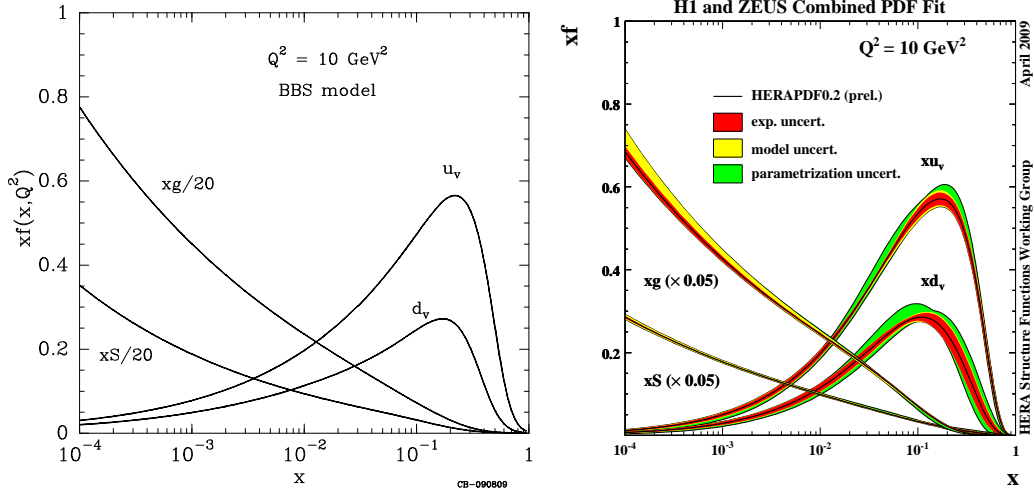 1
0.8
0.6
0.4
0.2
0
Q² = 10 GeV²
BBS model
xg/20
xS/20
u_v
d_v
xf(x,Q²)
10⁻⁴ 10⁻³ 10⁻² 10⁻¹ 1
x
CB-090809
H1 and ZEUS Combined PDF Fit
xf
1
0.8
0.6
0.4
0.2
Q² = 10 GeV²
HERAPDF0.2 (prel.)
exp. uncert.
model uncert.
parametrization uncert.
xu_v
xd_v
xg (× 0.05)
xS (× 0.05)
10⁻⁴ 10⁻³ 10⁻² 10⁻¹ 1
x
HERA Structure Functions Working Group
April 2009